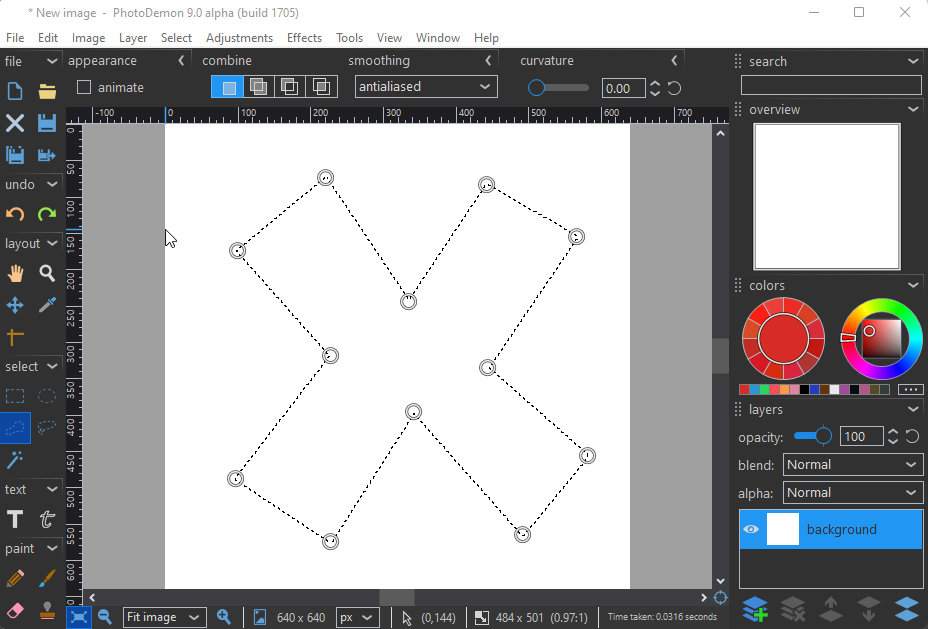 * New image - PhotoDemon 9.0 alpha (build 1705)
File Edit Image Layer Select Adjustments Effects Tools View Window Help
file appearance combine smoothing curvature search
animate antialiased 0.00
overview
-100 0 100 200 300 400 500 600 700
0
50
100
150
200
250
300
350
400
450
500
550
600
undo
layout
select
text
T t
paint
colors
layers
opacity: 100
blend: Normal
alpha: Normal
background
Fit image 640 x 640 px (0,144) 484 x 501 (0.97:1) Time taken: 0.0316 seconds